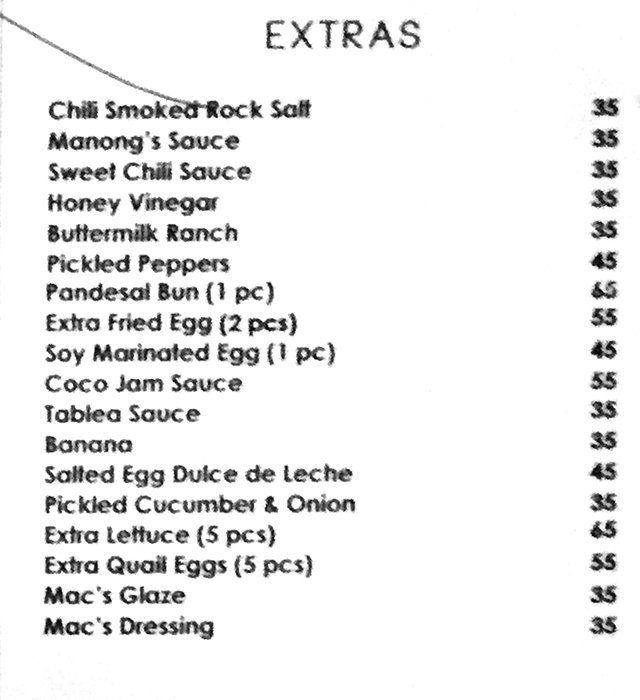 EXTRAS
Chili Smoked Rock Salt 35
Manong's Sauce 35
Sweet Chili Sauce 35
Honey Vinegar 35
Buttermilk Ranch 35
Pickled Peppers 45
Pandesal Bun (1 pc) 65
Extra Fried Egg (2 pcs) 55
Soy Marinated Egg (1 pc) 45
Coco Jam Sauce 55
Tablea Sauce 35
Banana 35
Salted Egg Dulce de Leche 45
Pickled Cucumber & Onion 35
Extra Lettuce (5 pcs) 65
Extra Quail Eggs (5 pcs) 55
Mac's Glaze 35
Mac's Dressing 35